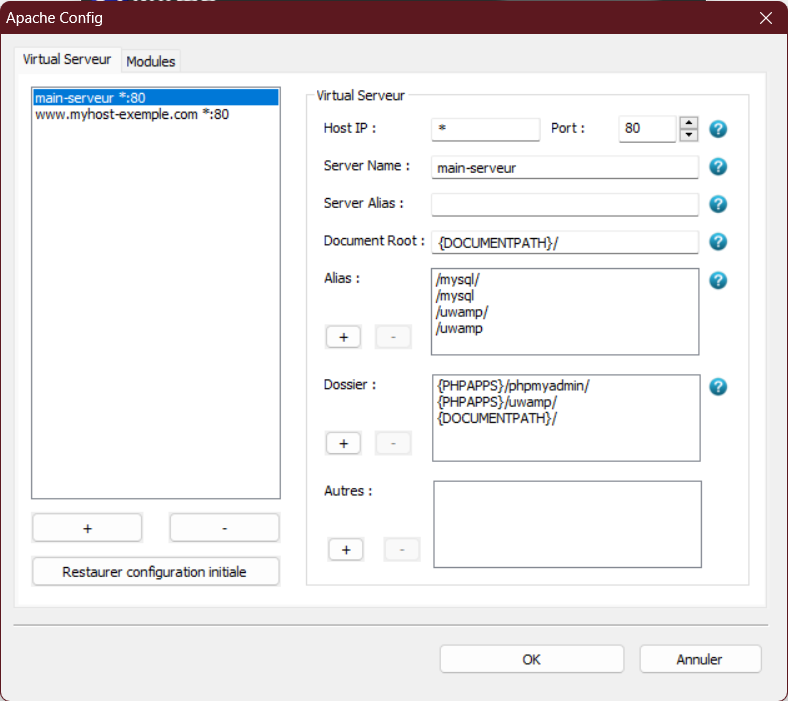 Apache Config
Virtual Serveur
Modules
main-serveur *:80
www.myhost-exemple.com *:80
+
-
Restaurer configuration initiale
Virtual Serveur
Host IP :
*
Port :
80
?
Server Name :
main-serveur
?
Server Alias :
?
Document Root :
{DOCUMENTPATH}/
?
Alias :
/mysql/
/mysql
/uwamp/
/uwamp
?
+
-
Dossier :
{PHPAPPS}/phpmyadmin/
{PHPAPPS}/uwamp/
{DOCUMENTPATH}/
?
+
-
Autres :
+
-
OK
Annuler